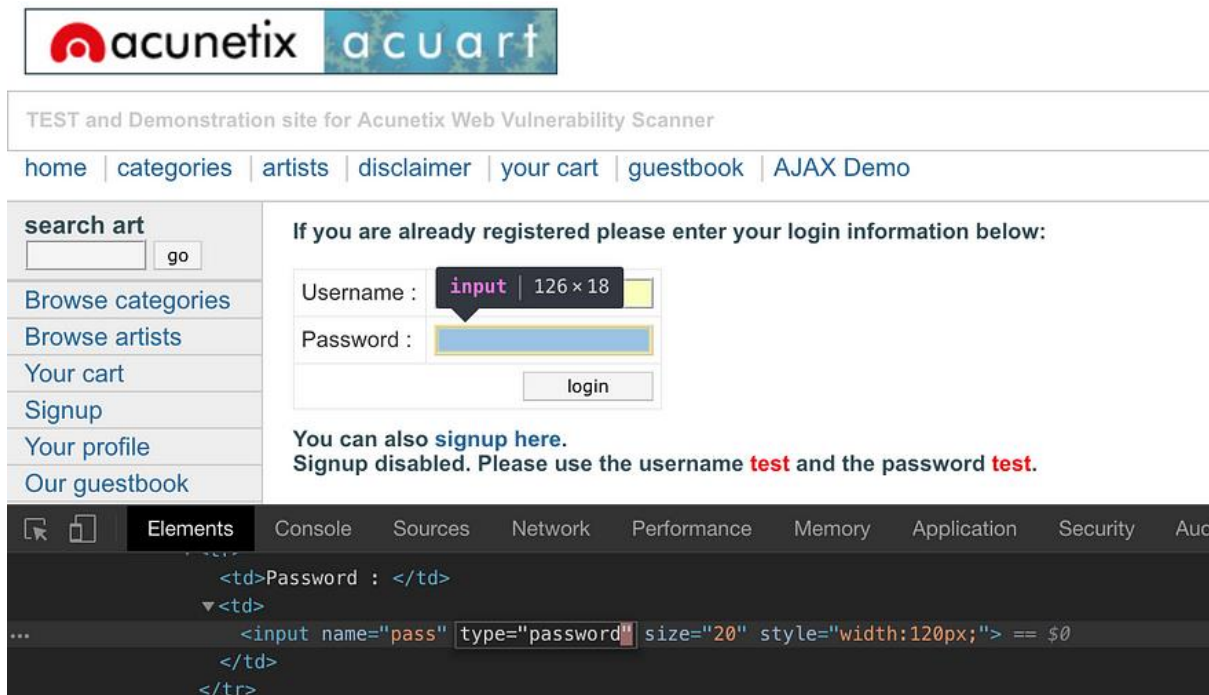 acunetix acuart
TEST and Demonstration site for Acunetix Web Vulnerability Scanner
home | categories | artists | disclaimer | your cart | guestbook | AJAX Demo
search art
go
Browse categories
Browse artists
Your cart
Signup
Your profile
Our guestbook
If you are already registered please enter your login information below:
Username :
input | 126 × 18
Password :
login
You can also signup here.
Signup disabled. Please use the username test and the password test.
Elements Console Sources Network Performance Memory Application Security
<td>Password : </td>
▼<td>
... <input name="pass" type="password" size="20" style="width:120px;"> == $0
</td>
</tr>